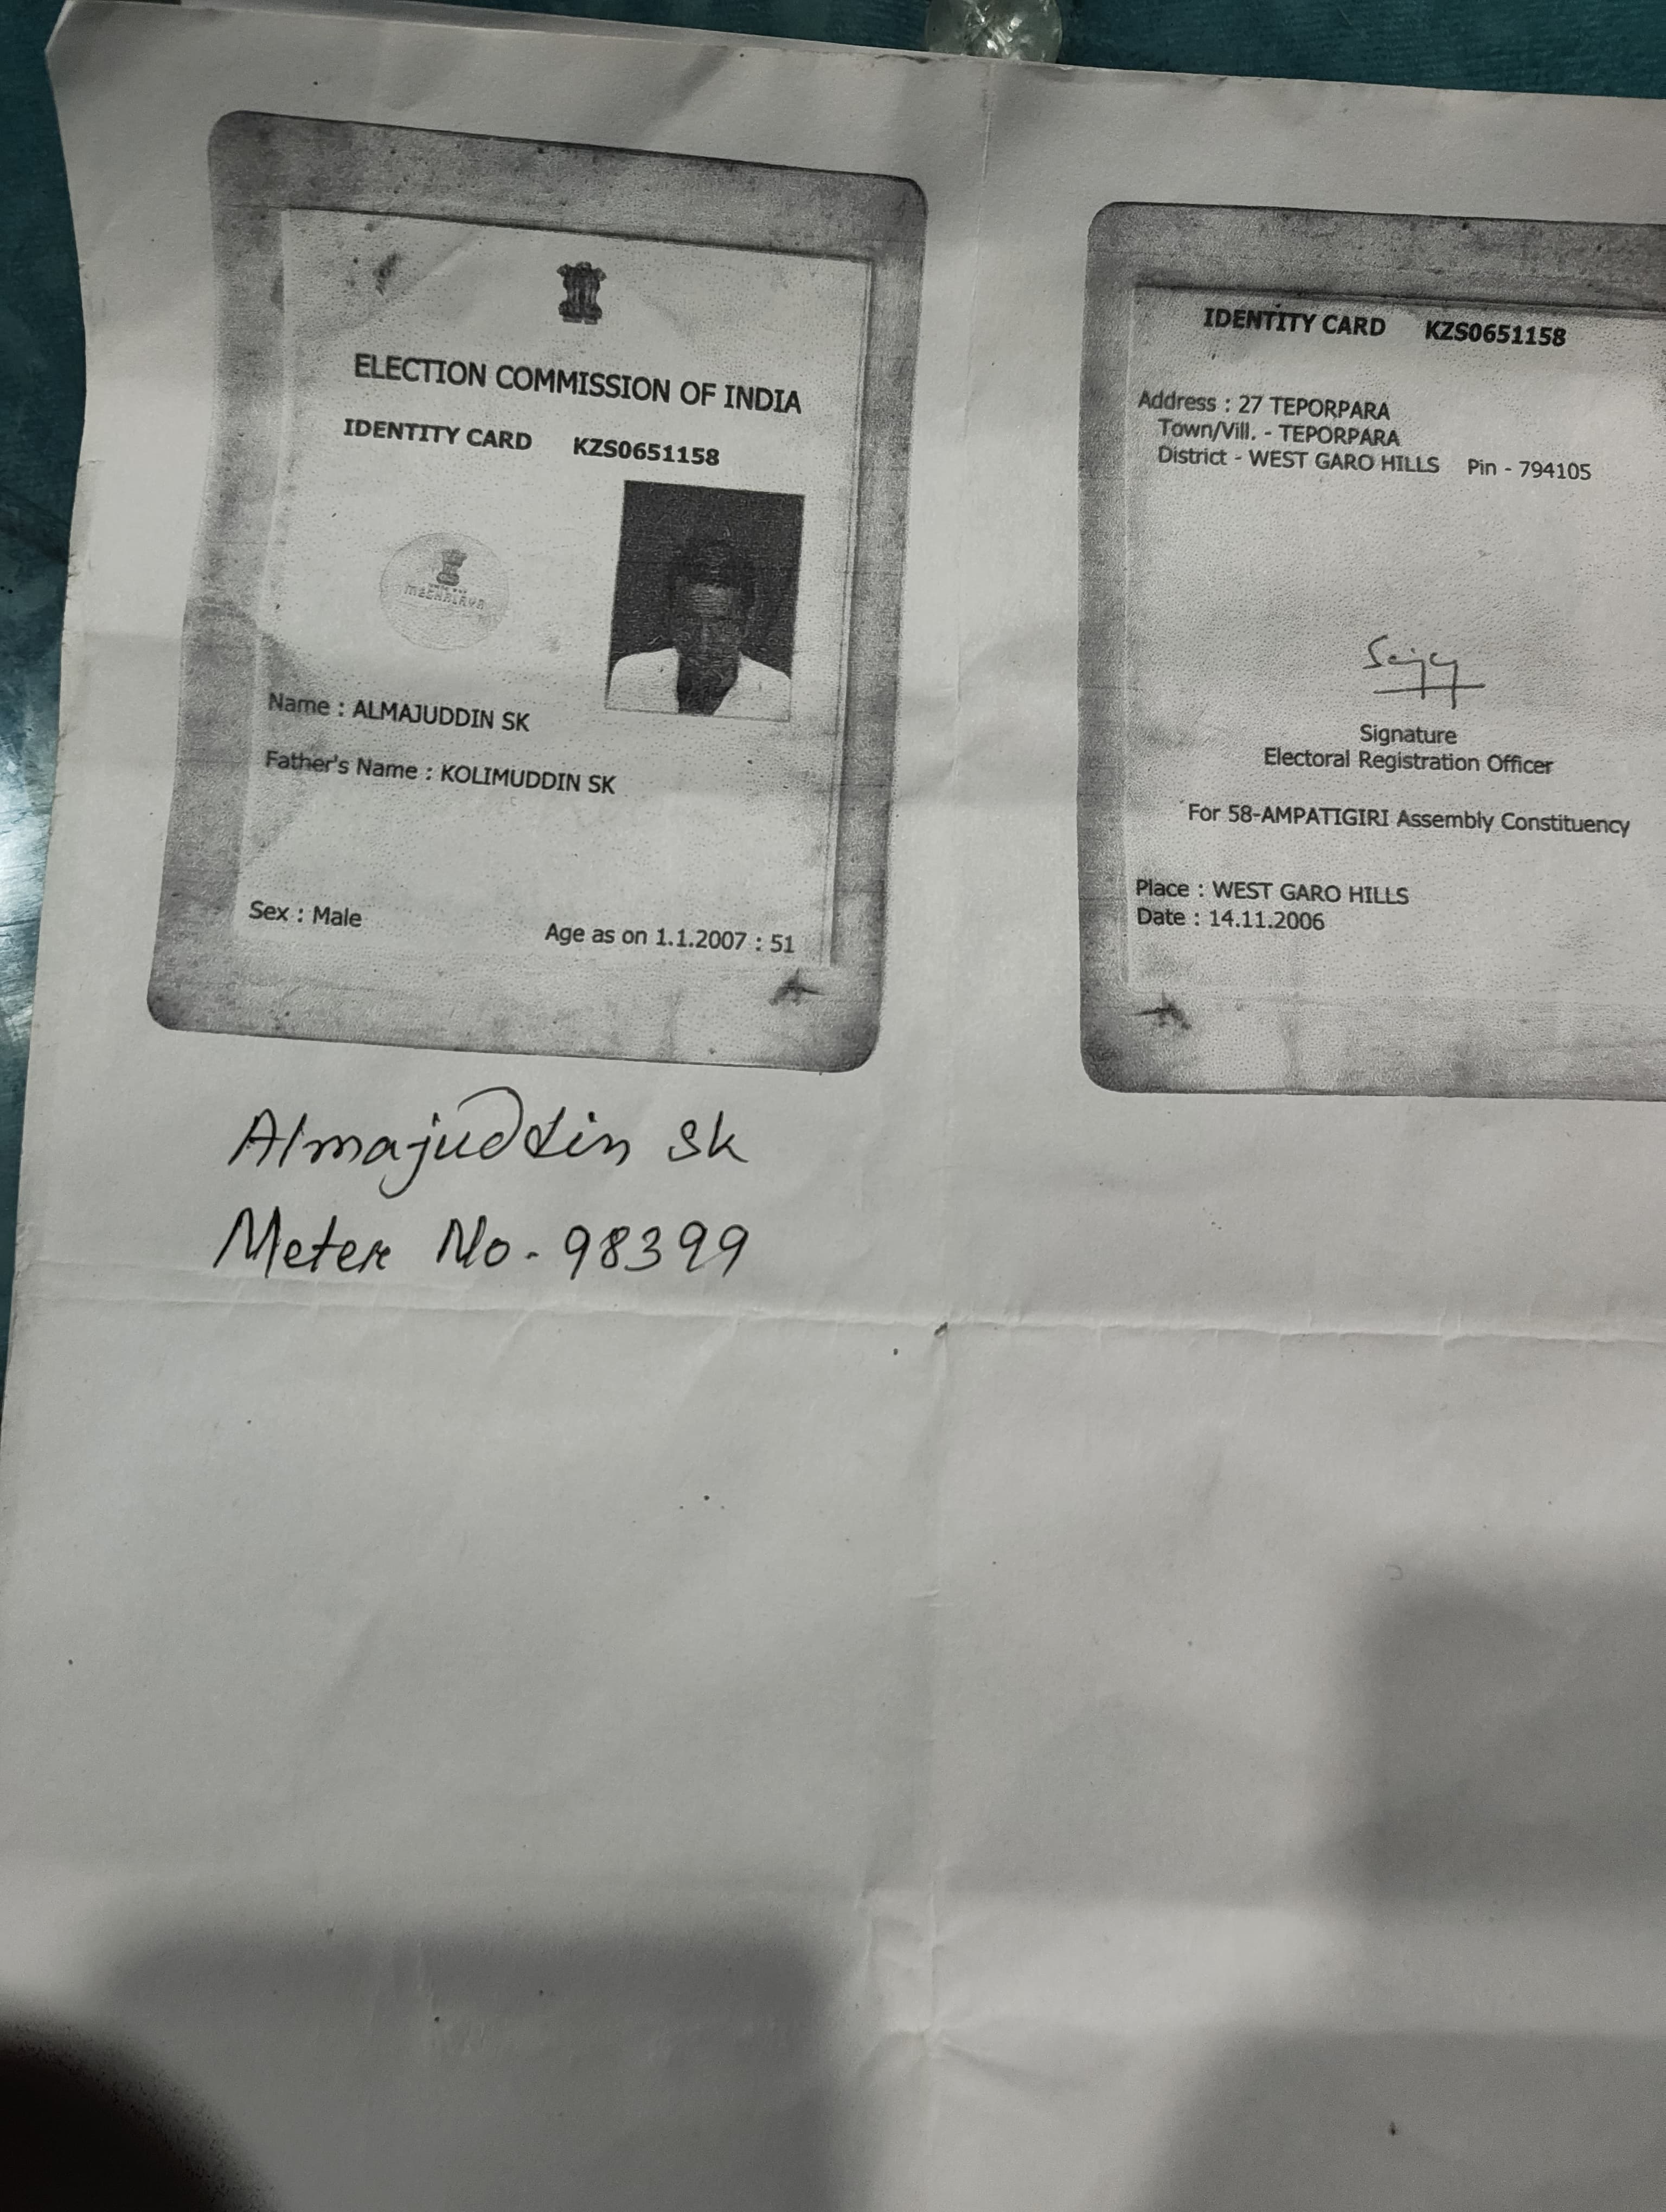 ELECTION COMMISSION OF INDIA
IDENTITY CARD KZS0651158
MEGHALAYA
Name : ALMAJUDDIN SK
Father's Name : KOLIMUDDIN SK
Sex : Male
Age as on 1.1.2007 : 51
IDENTITY CARD KZS0651158
Address : 27 TEPORPARA
Town/Vill. - TEPORPARA
District - WEST GARO HILLS Pin - 794105
Signature
Electoral Registration Officer
For 58-AMPATIGIRI Assembly Constituency
Place : WEST GARO HILLS
Date : 14.11.2006
Almajuddin Sk
Meter No. 98399